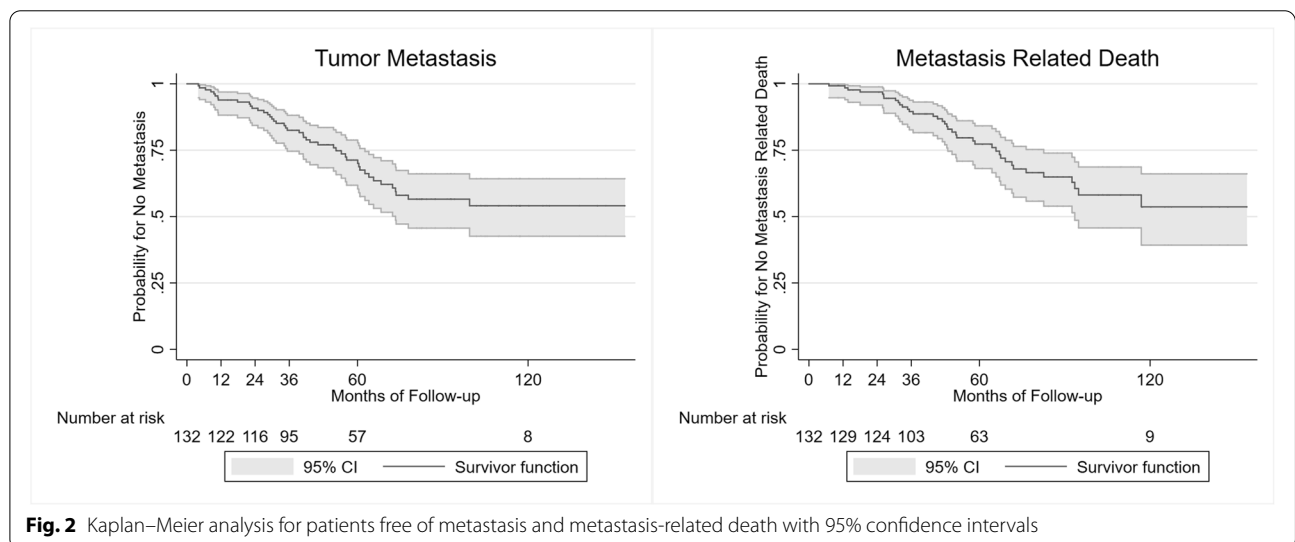 Tumor Metastasis
Probability for No Metastasis
1
.75
.5
.25
0
0 12 24 36 60 120
Months of Follow-up
Number at risk
132 122 116 95 57 8
95% CI Survivor function
Metastasis Related Death
Probability for No Metastasis Related Death
1
.75
.5
.25
0
0 12 24 36 60 120
Months of Follow-up
Number at risk
132 129 124 103 63 9
95% CI Survivor function
Fig. 2 Kaplan–Meier analysis for patients free of metastasis and metastasis-related death with 95% confidence intervals